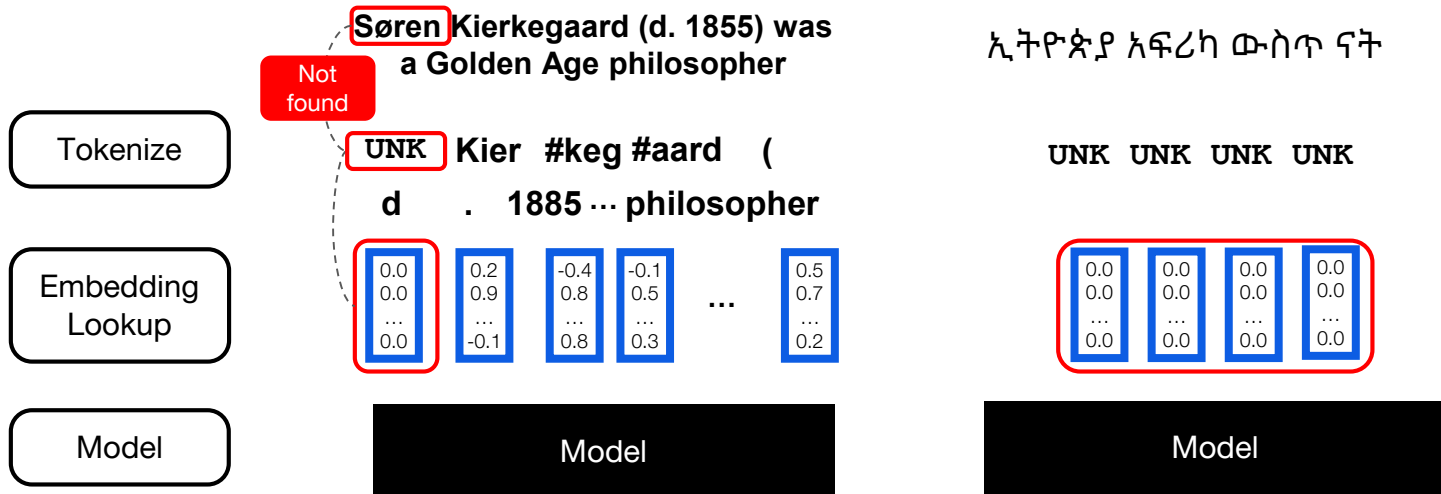 Søren Kierkegaard (d. 1855) was
a Golden Age philosopher
ኢትዮጵያ አፍሪካ ውስጥ ናት
Not
found
Tokenize
UNK Kier #keg #aard (
d . 1885 ... philosopher
UNK UNK UNK UNK
Embedding
Lookup
0.0 0.2 -0.4 -0.1 0.5
0.0 0.9 0.8 0.5 ... 0.7
... ... ... ... ...
0.0 -0.1 0.8 0.3 0.2
0.0 0.0 0.0 0.0
0.0 0.0 0.0 0.0
... ... ... ...
0.0 0.0 0.0 0.0
Model
Model
Model